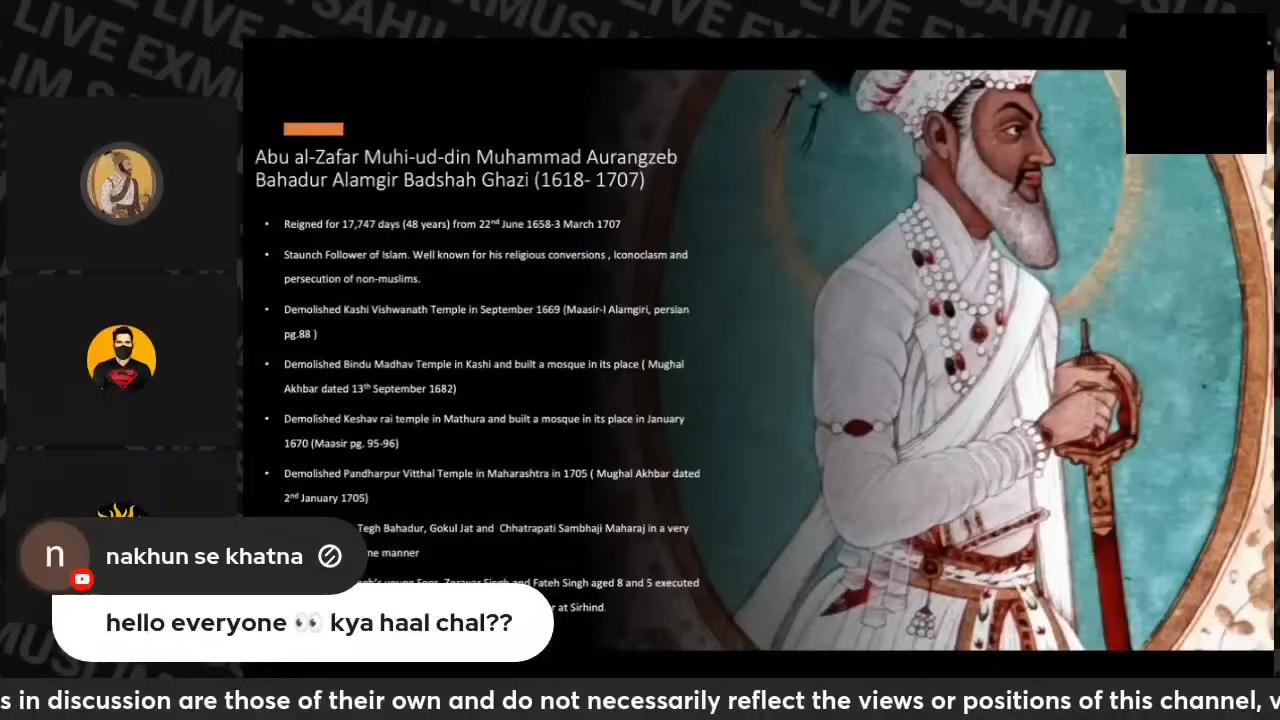 LIVE EXMUSLIM SAHIL
Abu al-Zafar Muhi-ud-din Muhammad Aurangzeb
Bahadur Alamgir Badshah Ghazi (1618- 1707)
• Reigned for 17,747 days (48 years) from 22nd June 1658-3 March 1707
• Staunch Follower of Islam. Well known for his religious conversions , Iconoclasm and
persecution of non-muslims.
• Demolished Kashi Vishwanath Temple in September 1669 (Maasir-I Alamgiri, persian
pg.88 )
• Demolished Bindu Madhav Temple in Kashi and built a mosque in its place ( Mughal
Akhbar dated 13th September 1682)
• Demolished Keshav rai temple in Mathura and built a mosque in its place in January
1670 (Maasir pg. 95-96)
• Demolished Pandharpur Vitthal Temple in Maharashtra in 1705 ( Mughal Akhbar dated
2nd January 1705)
Tegh Bahadur, Gokul Jat and Chhatrapati Sambhaji Maharaj in a very
me manner
young Sons, Zoravar Singh and Fateh Singh aged 8 and 5 executed
r at Sirhind.
n
nakhun se khatna
hello everyone 👀 kya haal chal??
s in discussion are those of their own and do not necessarily reflect the views or positions of this channel, v